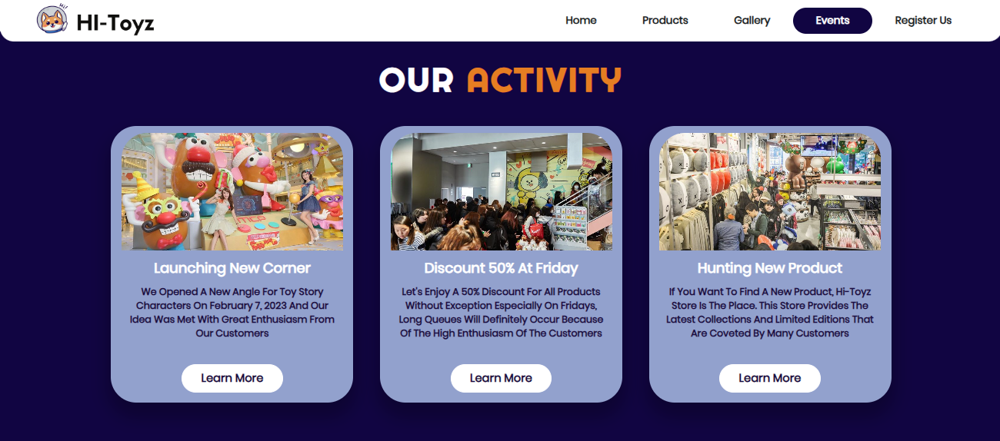 Hi!
HI-Toyz
Home
Products
Gallery
Events
Register Us
OUR ACTIVITY
Launching New Corner
We Opened A New Angle For Toy Story
Characters On February 7, 2023 And Our
Idea Was Met With Great Enthusiasm From
Our Customers
Learn More
Discount 50% At Friday
Let's Enjoy A 50% Discount For All Products
Without Exception Especially On Fridays,
Long Queues Will Definitely Occur Because
Of The High Enthusiasm Of The Customers
Learn More
Hunting New Product
If You Want To Find A New Product, Hi-Toyz
Store Is The Place. This Store Provides The
Latest Collections And Limited Editions That
Are Coveted By Many Customers
Learn More